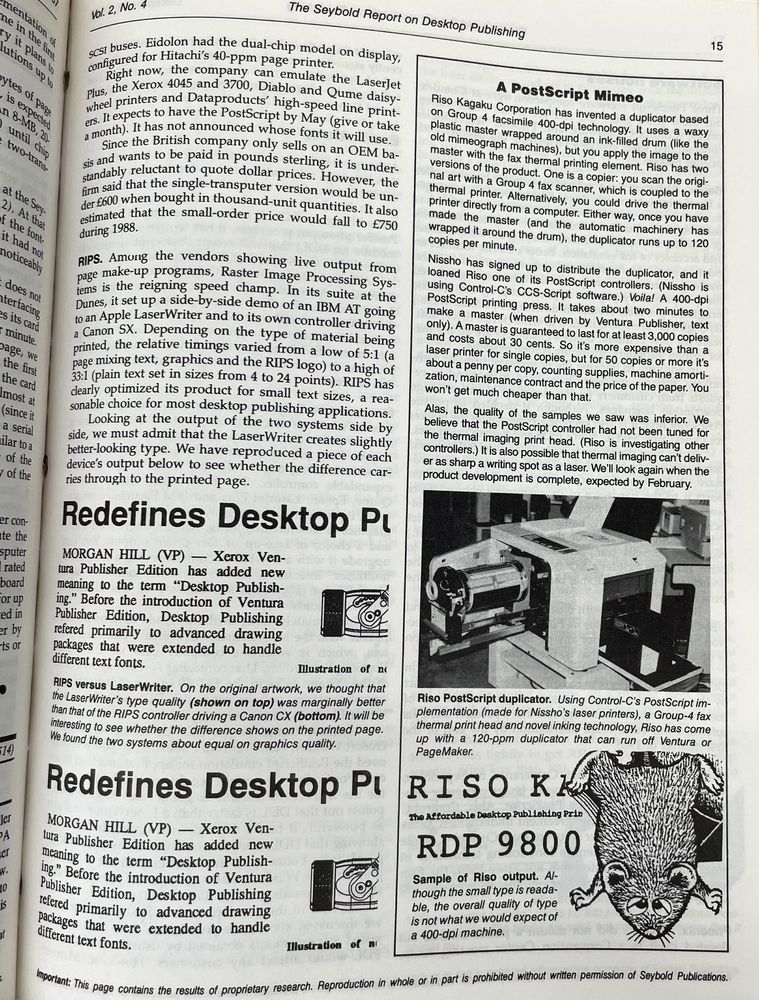 Vol. 2, No. 4
The Seybold Report on Desktop Publishing
15
SCSI buses. Eidolon had the dual-chip model on display,
configured for Hitachi's 40-ppm page printer.
Right now, the company can emulate the LaserJet
Plus, the Xerox 4045 and 3700, Diablo and Qume daisy-
wheel printers and Dataproducts' high-speed line print-
ers. It expects to have the PostScript by May (give or take
a month). It has not announced whose fonts it will use.
Since the British company only sells on an OEM ba-
sis and wants to be paid in pounds sterling, it is under-
standably reluctant to quote dollar prices. However, the
firm said that the single-transputer version would be un-
der £600 when bought in thousand-unit quantities. It also
estimated that the small-order price would fall to £750
during 1988.
RIPS. Among the vendors showing live output from
page make-up programs, Raster Image Processing Sys-
tems is the reigning speed champ. In its suite at the
Dunes, it set up a side-by-side demo of an IBM AT going
to an Apple LaserWriter and to its own controller driving
a Canon SX. Depending on the type of material being
printed, the relative timings varied from a low of 5:1 (a
page mixing text, graphics and the RIPS logo) to a high of
33:1 (plain text set in sizes from 4 to 24 points). RIPS has
clearly optimized its product for small text sizes, a rea-
sonable choice for most desktop publishing applications.
Looking at the output of the two systems side by
side, we must admit that the LaserWriter creates slightly
better-looking type. We have reproduced a piece of each
device's output below to see whether the difference car-
ries through to the printed page.
Redefines Desktop
MORGAN HILL (VP) — Xerox Ven-
tura Publisher Edition has added new
meaning to the term "Desktop Publish-
ing." Before the introduction of Ventura
Publisher Edition, Desktop Publishing
refered primarily to advanced drawing
packages that were extended to handle
different text fonts.
Illustration of
RIPS versus LaserWriter. On the original artwork, we thought that
the LaserWriter's type quality (shown on top) was marginally better
than that of the RIPS controller driving a Canon CX (bottom). It will be
interesting to see whether the difference shows on the printed page.
We found the two systems about equal on graphics quality.
Redefines Desktop
MORGAN HILL (VP) — Xerox Ven-
tura Publisher Edition has added new
meaning to the term "Desktop Publish-
ing." Before the introduction of Ventura
Publisher Edition, Desktop Publishing
refered primarily to advanced drawing
packages that were extended to handle
different text fonts.
Illustration of
A PostScript Mimeo
Riso Kagaku Corporation has invented a duplicator based
on Group 4 facsimile 400-dpi technology. It uses a waxy
plastic master wrapped around an ink-filled drum (like the
old mimeograph machines), but you apply the image to the
master with the fax thermal printing element. Riso has two
versions of the product. One is a copier: you scan the origi-
nal art with a Group 4 fax scanner, which is coupled to the
thermal printer. Alternatively, you could drive the thermal
printer directly from a computer. Either way, once you have
made the master (and the automatic machinery has
wrapped it around the drum), the duplicator runs up to 120
copies per minute.
Nissho has signed up to distribute the duplicator, and it
loaned Riso one of its PostScript controllers. (Nissho is
using Control-C's CCS-Script software.) Voila! A 400-dpi
PostScript printing press. It takes about two minutes to
make a master (when driven by Ventura Publisher, text
only). A master is guaranteed to last for at least 3,000 copies
and costs about 30 cents. So it's more expensive than a
laser printer for single copies, but for 50 copies or more it's
about a penny per copy, counting supplies, machine amorti-
zation, maintenance contract and the price of the paper. You
won't get much cheaper than that.
Alas, the quality of the samples we saw was inferior. We
believe that the PostScript controller had not been tuned for
the thermal imaging print head. (Riso is investigating other
controllers.) It is also possible that thermal imaging can't deliv-
er as sharp a writing spot as a laser. We'll look again when the
product development is complete, expected by February.
Riso PostScript duplicator. Using Control-C's PostScript im-
plementation (made for Nissho's laser printers), a Group-4 fax
thermal print head and novel inking technology, Riso has come
up with a 120-ppm duplicator that can run off Ventura or
PageMaker.
RISO KA
The Affordable Desktop Publishing Prin
RDP 9800
Sample of Riso output. Al-
though the small type is reada-
ble, the overall quality of type
is not what we would expect of
a 400-dpi machine.
Important: This page contains the results of proprietary research. Reproduction in whole or in part is prohibited without written permission of Seybold Publications.